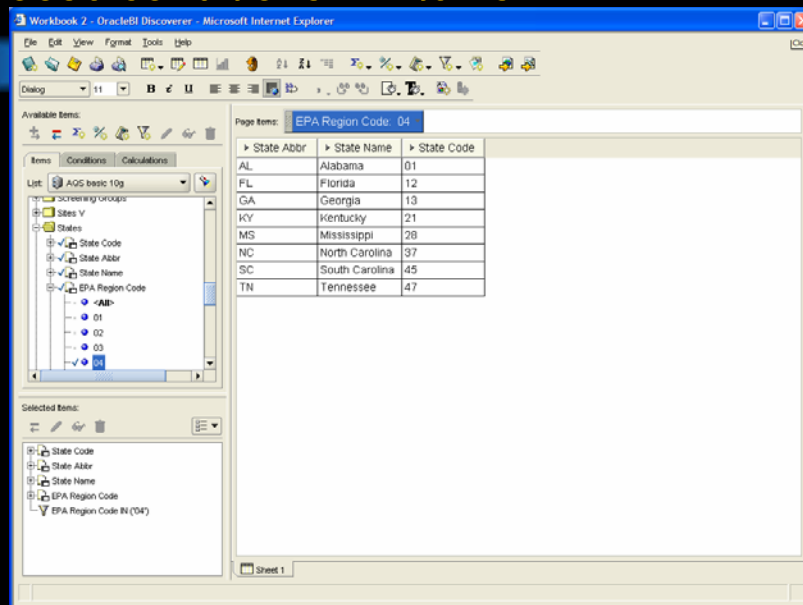 Workbook 2 - OracleBI Discoverer - Microsoft Internet Explorer
File Edit View Format Tools Help
Dialog 11 B i U
Available Items:
Items Conditions Calculations
List: AQS basic 10g
Screening Groups
Sites V
States
State Code
State Abbr
State Name
EPA Region Code
<All>
01
02
03
04
Selected Items:
State Code
State Abbr
State Name
EPA Region Code
EPA Region Code IN ('04')
Page Items: EPA Region Code: 04
State Abbr State Name State Code
AL Alabama 01
FL Florida 12
GA Georgia 13
KY Kentucky 21
MS Mississippi 28
NC North Carolina 37
SC South Carolina 45
TN Tennessee 47
Sheet 1